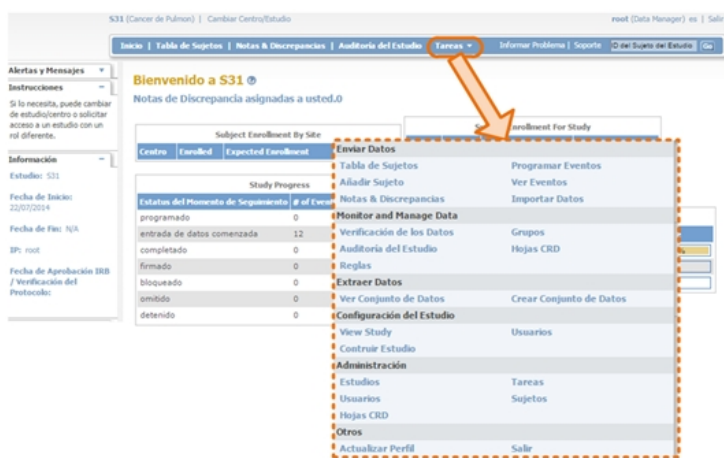 S31 (Cancer de Pulmon) | Cambiar Centro/Estudio
root (Data Manager) es | Salir
Inicio | Tabla de Sujetos | Notas & Discrepancias | Auditoría del Estudio | Tareas
Informar Problema | Soporte
ID del Sujeto del Estudio
Go
Alertas y Mensajes
Instrucciones
Si lo necesita, puede cambiar
de estudio/centro o solicitar
acceso a un estudio con un
rol diferente.
Información
Estudio: S31
Fecha de Inicio:
22/07/2014
Fecha de Fin: N/A
IP: root
Fecha de Aprobación IRB
/ Verificación del
Protocolo:
Bienvenido a S31
Notas de Discrepancia asignadas a usted.0
Subject Enrollment By Site
Centro Enrolled Expected Enrollment
Enrollment For Study
Study Progress
Estatus del Momento de Seguimiento # of Even
programado 0
entrada de datos comenzada 12
completado 0
firmado 0
bloqueado 0
omitido 0
detenido 0
Enviar Datos
Tabla de Sujetos Programar Eventos
Añadir Sujeto Ver Eventos
Notas & Discrepancias Importar Datos
Monitor and Manage Data
Verificación de los Datos Grupos
Auditoría del Estudio Hojas CRD
Reglas
Extraer Datos
Ver Conjunto de Datos Crear Conjunto de Datos
Configuración del Estudio
View Study Usuarios
Contruir Estudio
Administración
Estudios Tareas
Usuarios Sujetos
Hojas CRD
Otros
Actualizar Perfil Salir